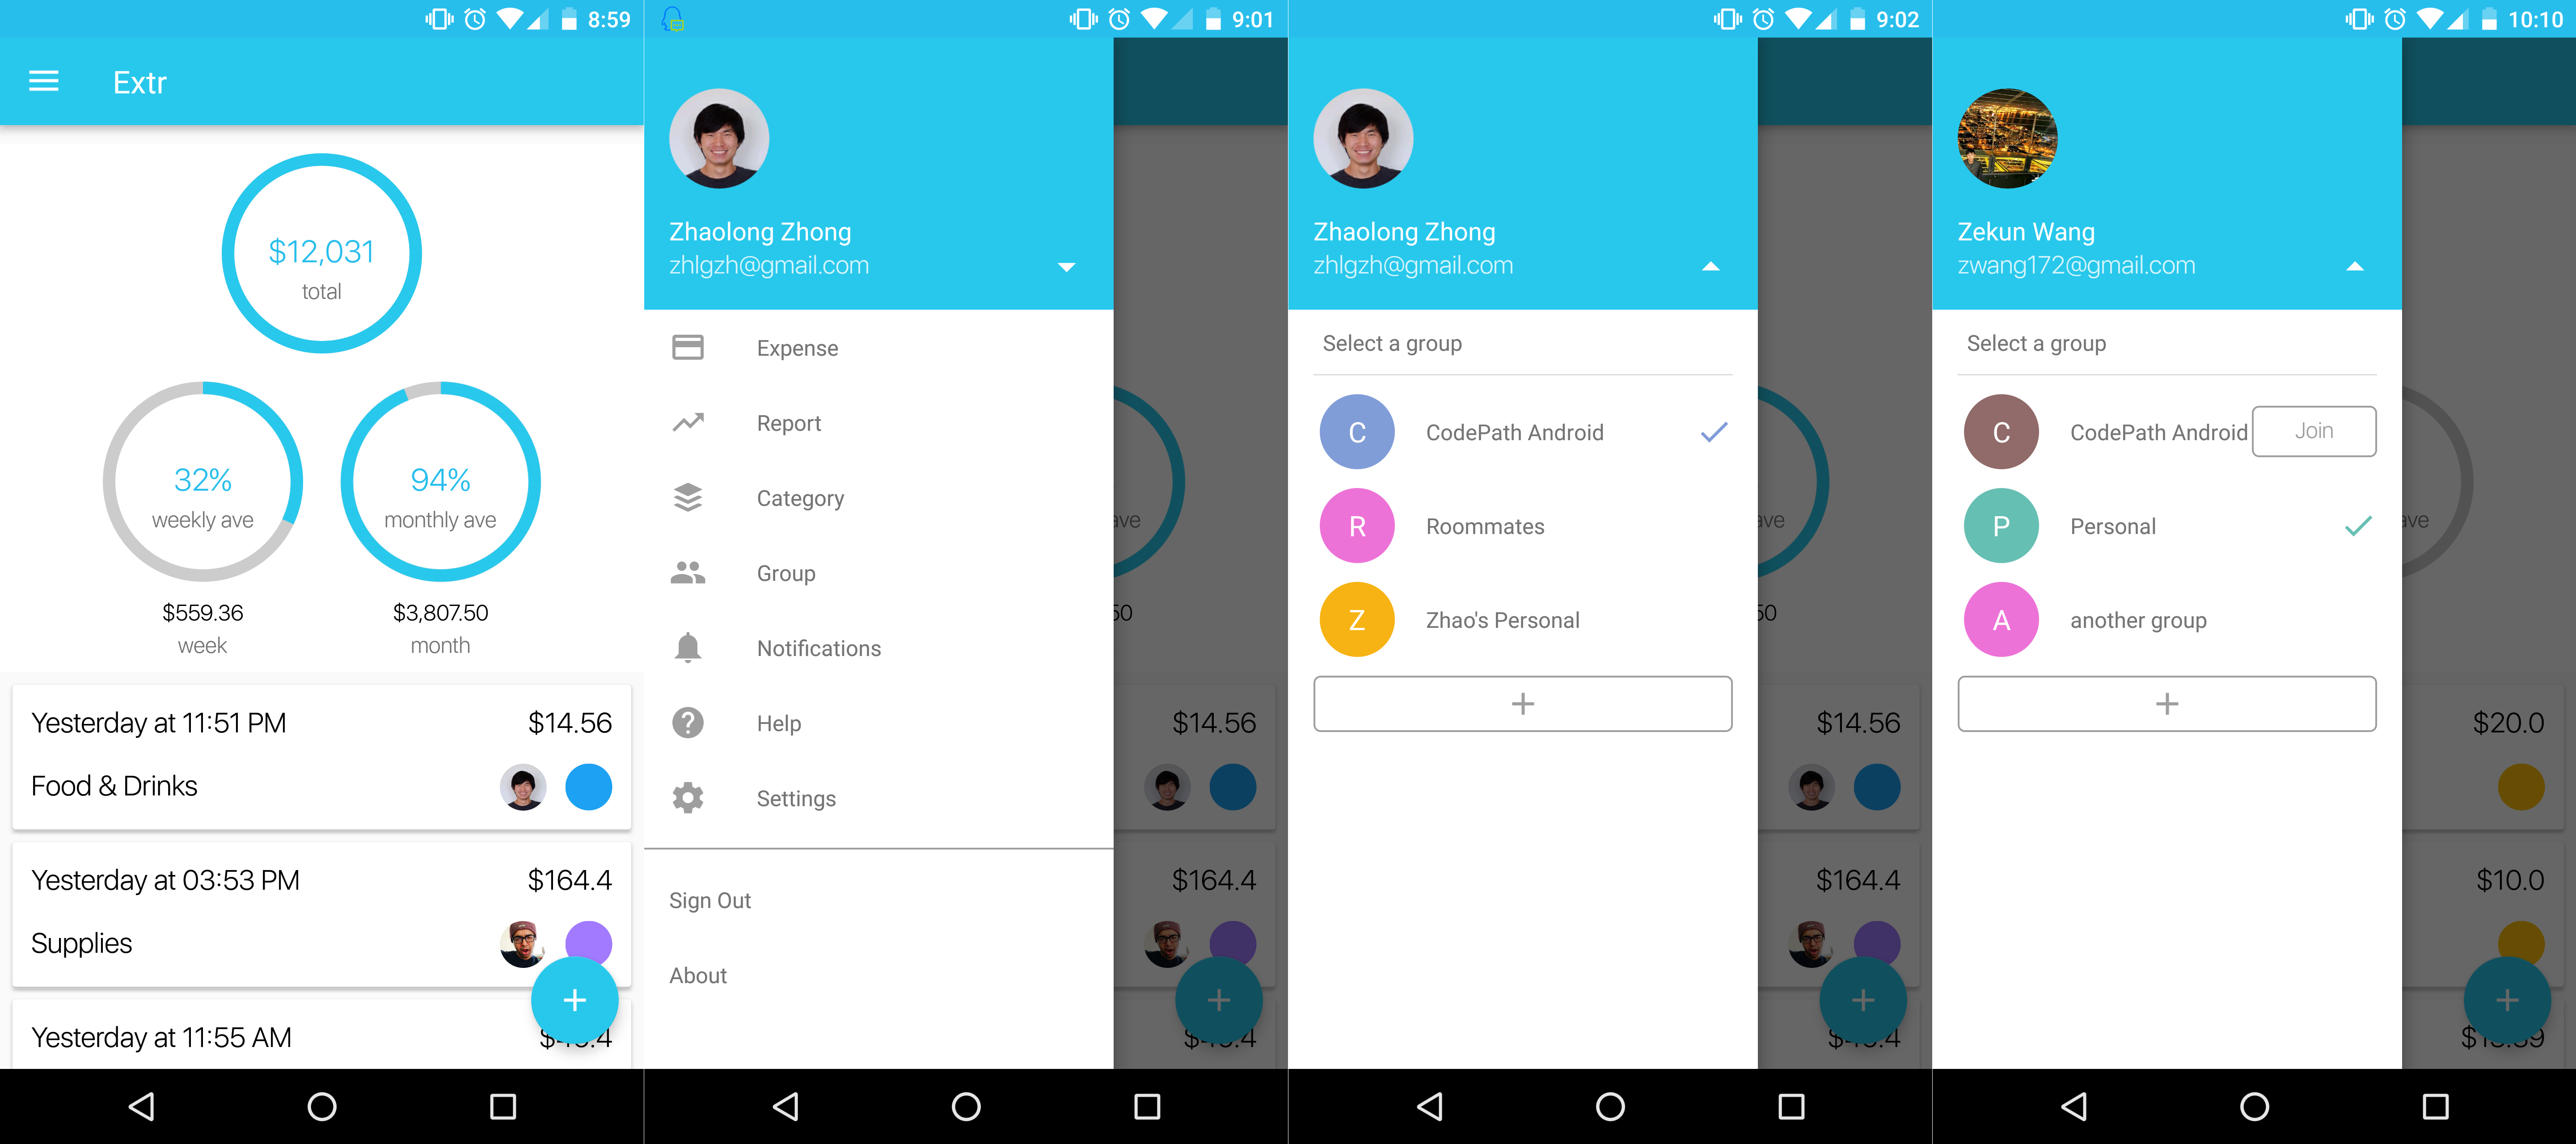 8:59
Extr
$12,031
total
32%
weekly ave
94%
monthly ave
$559.36
week
$3,807.50
month
Yesterday at 11:51 PM $14.56
Food & Drinks
Yesterday at 03:53 PM $164.4
Supplies
+
Yesterday at 11:55 AM
9:01
Zhaolong Zhong
zhlgzh@gmail.com
Expense
Report
Category
Group
Notifications
Help
Settings
Sign Out
About
ave
50
$14.56
$164.4
+
9:02
Zhaolong Zhong
zhlgzh@gmail.com
Select a group
C CodePath Android
R Roommates
Z Zhao's Personal
+
ave
50
$14.56
$164.4
+
10:10
Zekun Wang
zwang172@gmail.com
Select a group
C CodePath Android Join
P Personal
A another group
+
ave
$20.0
$10.0
+